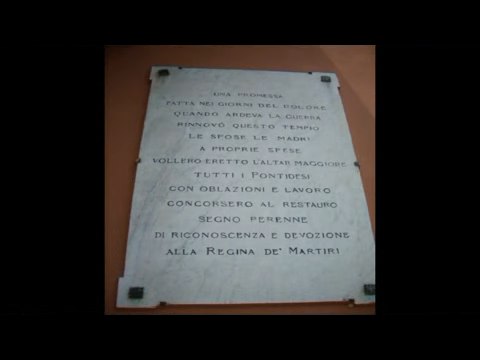 UNA PROMESSA
FATTA NEI GIORNI DEL DOLORE
QUANDO ARDEVA LA GUERRA
RINNOVÒ QUESTO TEMPIO
LE SPOSE LE MADRI
A PROPRIE SPESE
VOLLERO ERETTO L'ALTAR MAGGIORE
TUTTI I PONTIDESI
CON OBLAZIONI E LAVORO
CONCORSERO AL RESTAURO
SEGNO PERENNE
DI RICONOSCENZA E DEVOZIONE
ALLA REGINA DE' MARTIRI